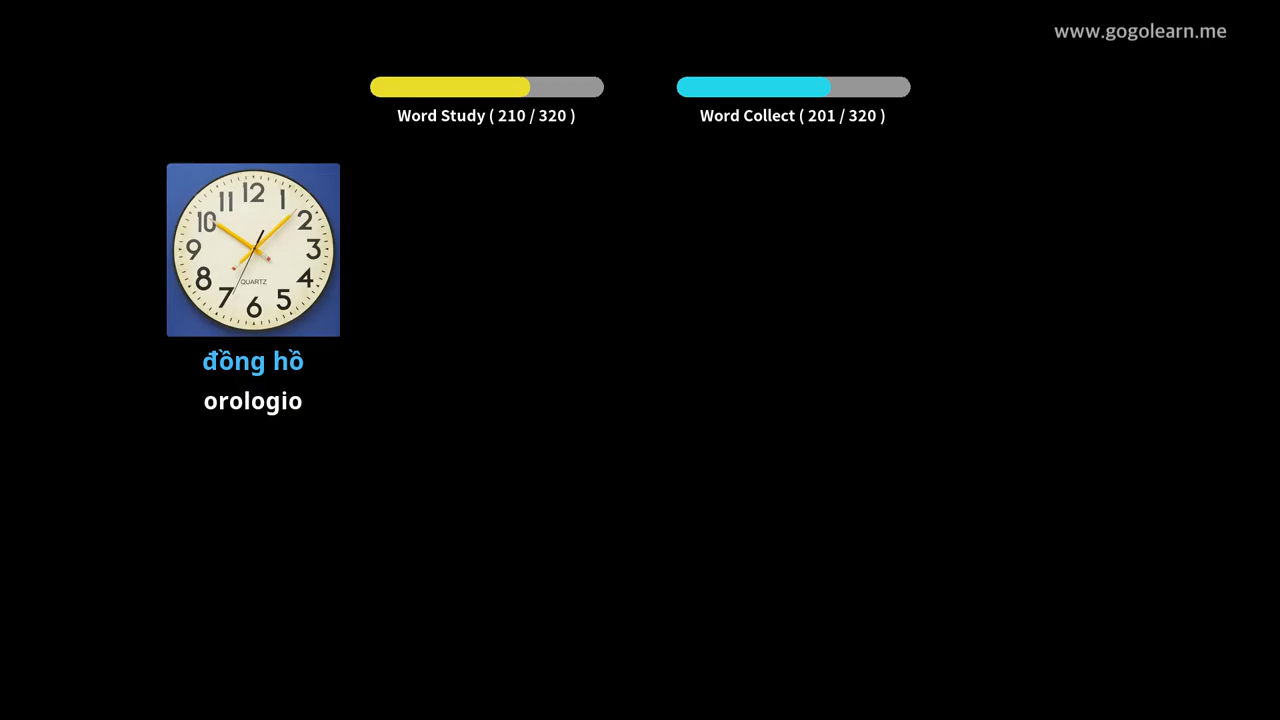 www.gogolearn.me
Word Study ( 210 / 320 )
Word Collect ( 201 / 320 )
12
11
1
10
2
9
3
8
4
QUARTZ
7
5
6
đồng hồ
orologio